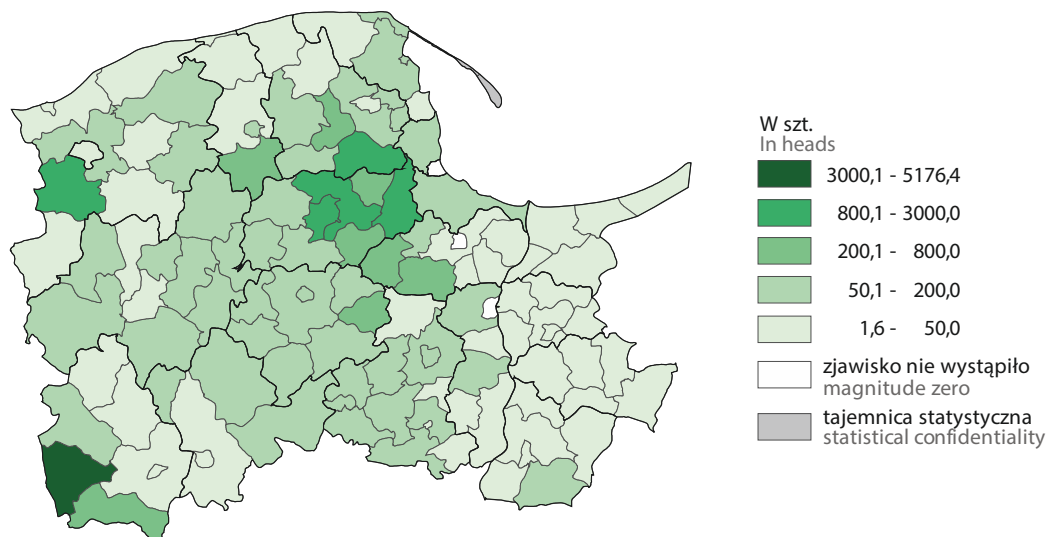 W szt.
In heads
3000,1 - 5176,4
800,1 - 3000,0
200,1 - 800,0
50,1 - 200,0
1,6 - 50,0
zjawisko nie wystąpiło
magnitude zero
tajemnica statystyczna
statistical confidentiality